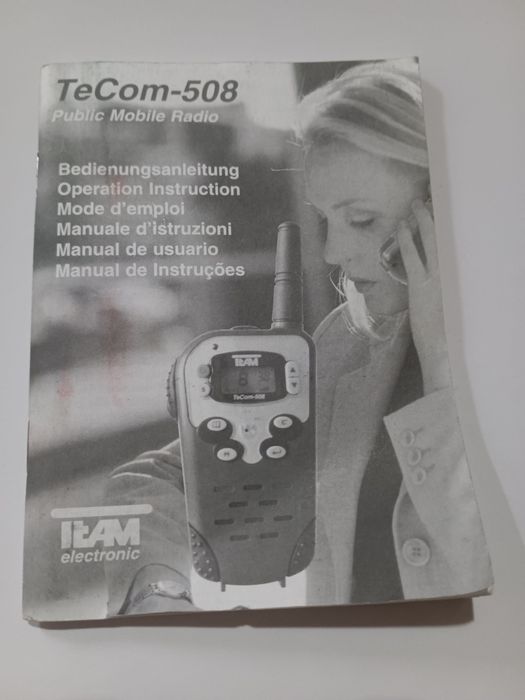 TeCom-508
Public Mobile Radio
Bedienungsanleitung
Operation Instruction
Mode d'emploi
Manuale d'istruzioni
Manual de usuario
Manual de Instruções
TEAM
TeCom-508
TEAM
electronic